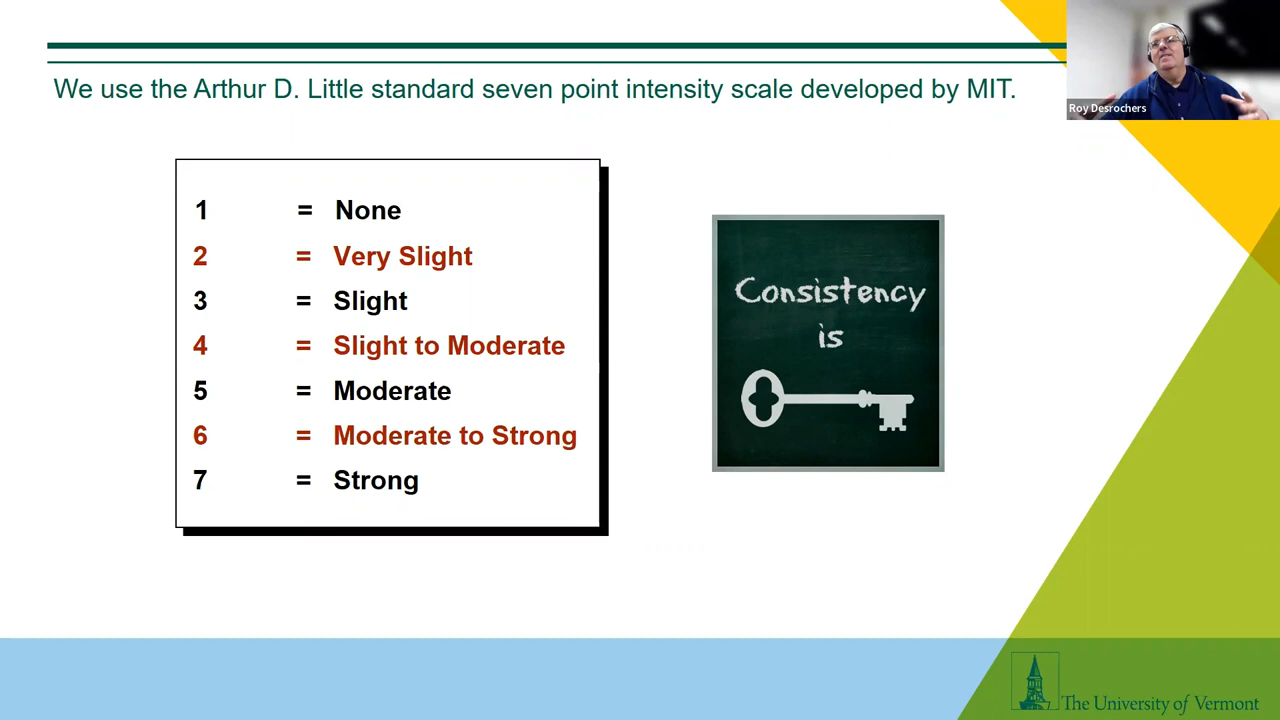 We use the Arthur D. Little standard seven point intensity scale developed by MIT.
Roy Desrochers
1 = None
2 = Very Slight
3 = Slight
4 = Slight to Moderate
5 = Moderate
6 = Moderate to Strong
7 = Strong
Consistency
is
The University of Vermont